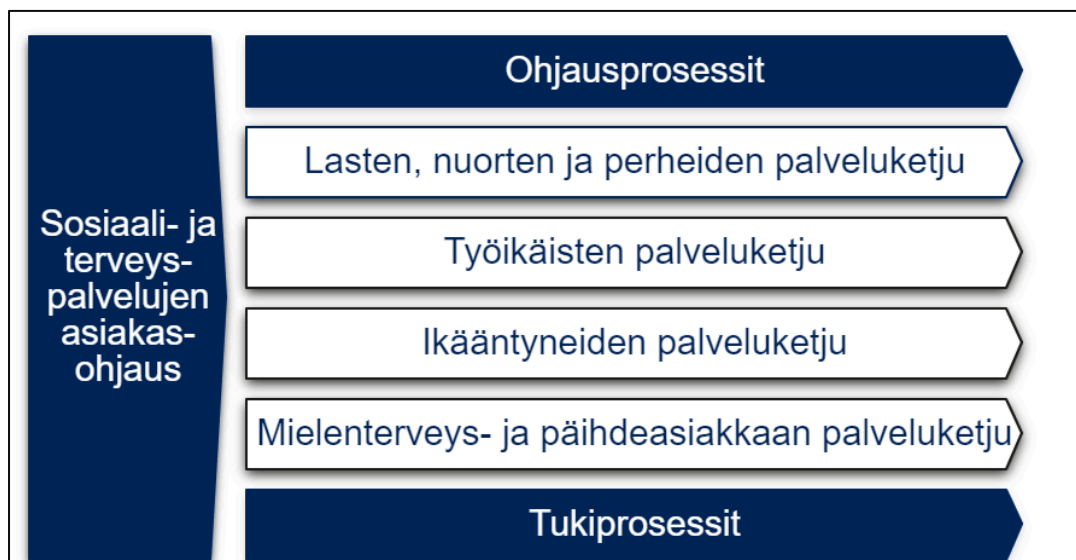 Sosiaali- ja
terveys-
palvelujen
asiakas-
ohjaus
Ohjausprosessit
Lasten, nuorten ja perheiden palveluketju
Työikäisten palveluketju
Ikääntyneiden palveluketju
Mielenterveys- ja päihdeasiakkaan palveluketju
Tukiprosessit